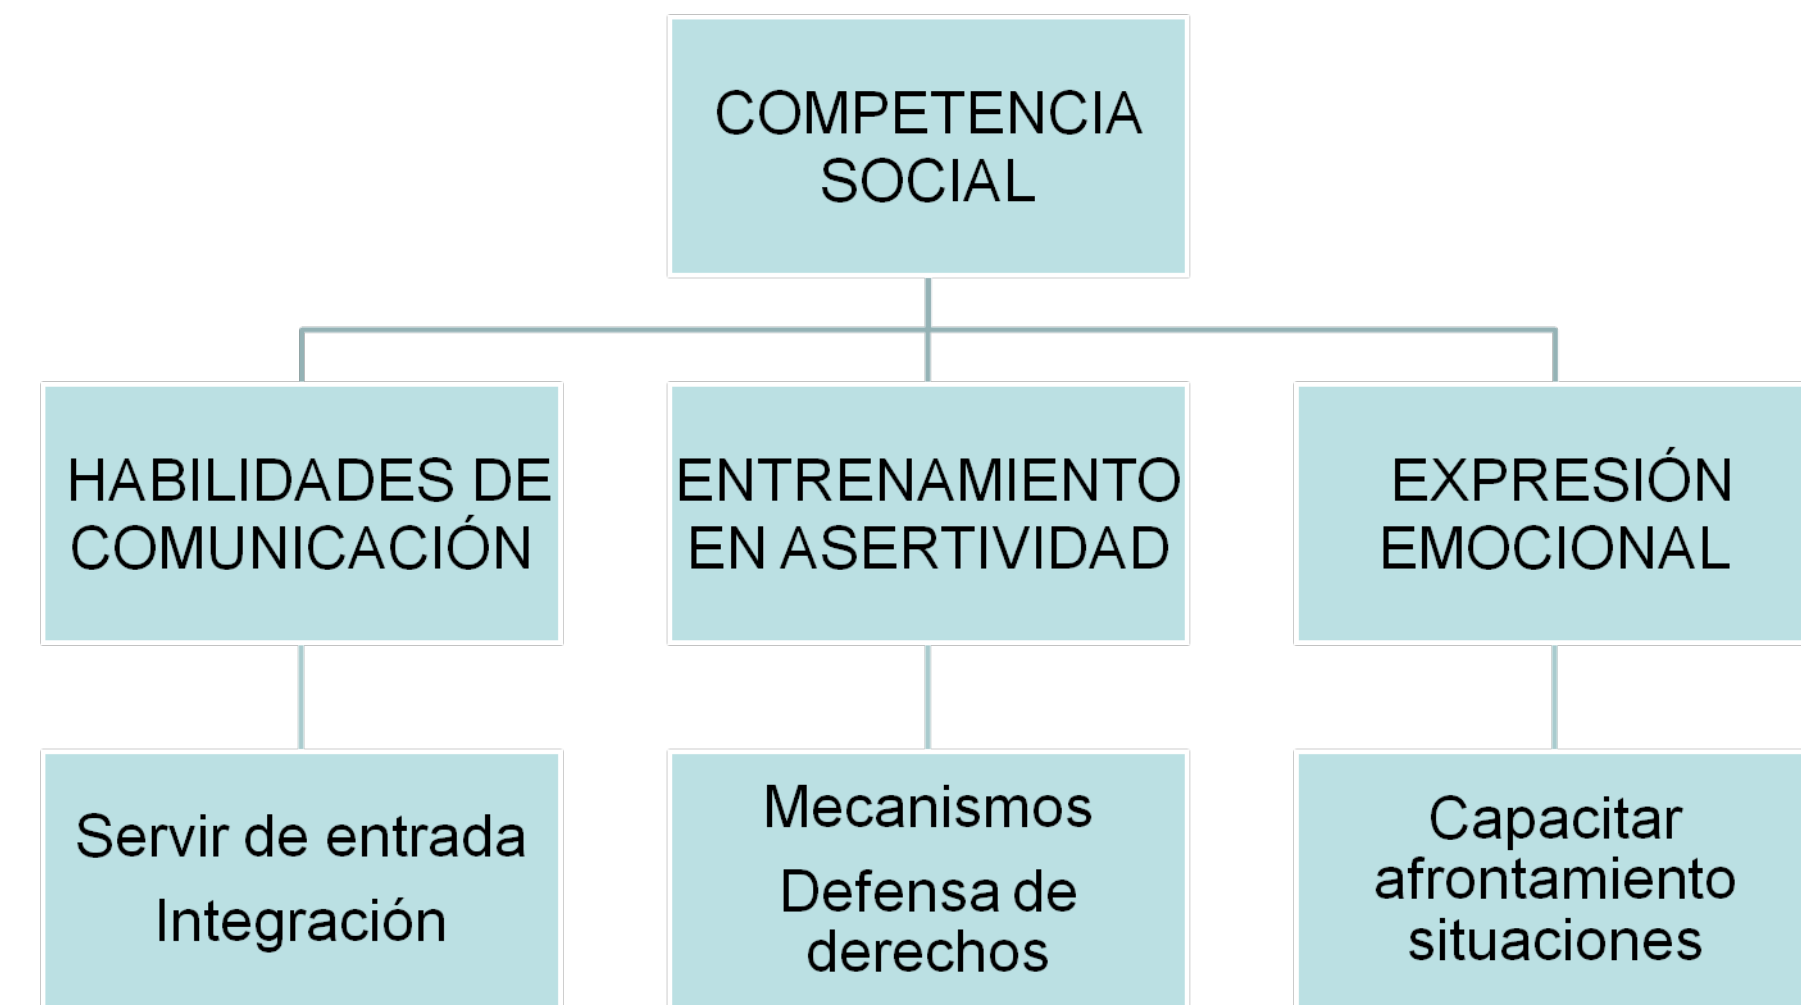 COMPETENCIA
SOCIAL
HABILIDADES DE
COMUNICACIÓN
ENTRENAMIENTO
EN ASERTIVIDAD
EXPRESIÓN
EMOCIONAL
Servir de entrada
Integración
Mecanismos
Defensa de
derechos
Capacitar
afrontamiento
situaciones